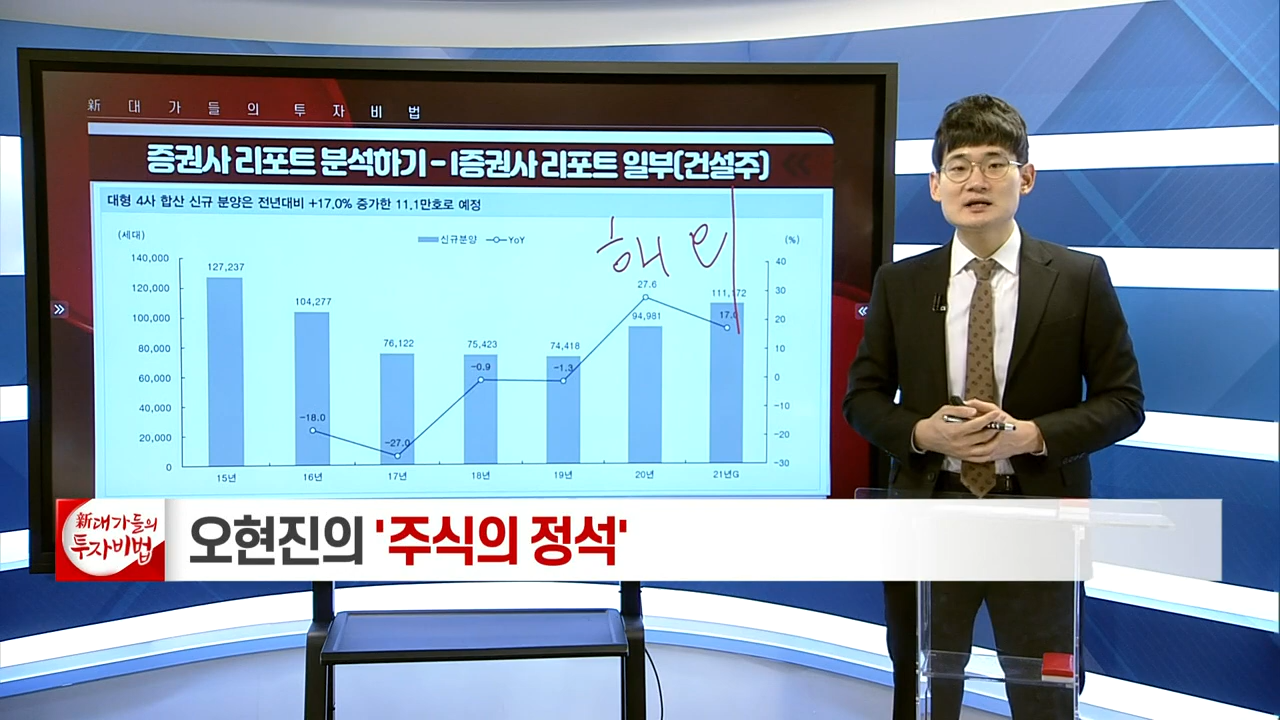 新 대 가 들 의 투 자 비 법
증권사 리포트 분석하기 - I증권사 리포트 일부(건설주)
대형 4사 합산 신규 분양은 전년대비 +17.0% 증가한 11.1만호로 예정
(세대) 신규분양 YoY (%)
해 외
140,000 120,000 100,000 80,000 60,000 40,000 20,000 0
127,237 104,277 76,122 75,423 74,418 94,981 111,172
-18.0 -27.0 -0.9 -1.3 27.6 17.0
40 30 20 10 0 -10 -20 -30
15년 16년 17년 18년 19년 20년 21년G
新대가들의
투자비법
오현진의 '주식의 정석'